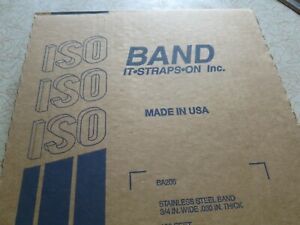 ISO
ISO
ISO
BAND
IT•STRAPS•ON Inc.
MADE IN USA
BA206
STAINLESS STEEL BAND
3/4 IN. WIDE .030 IN. THICK